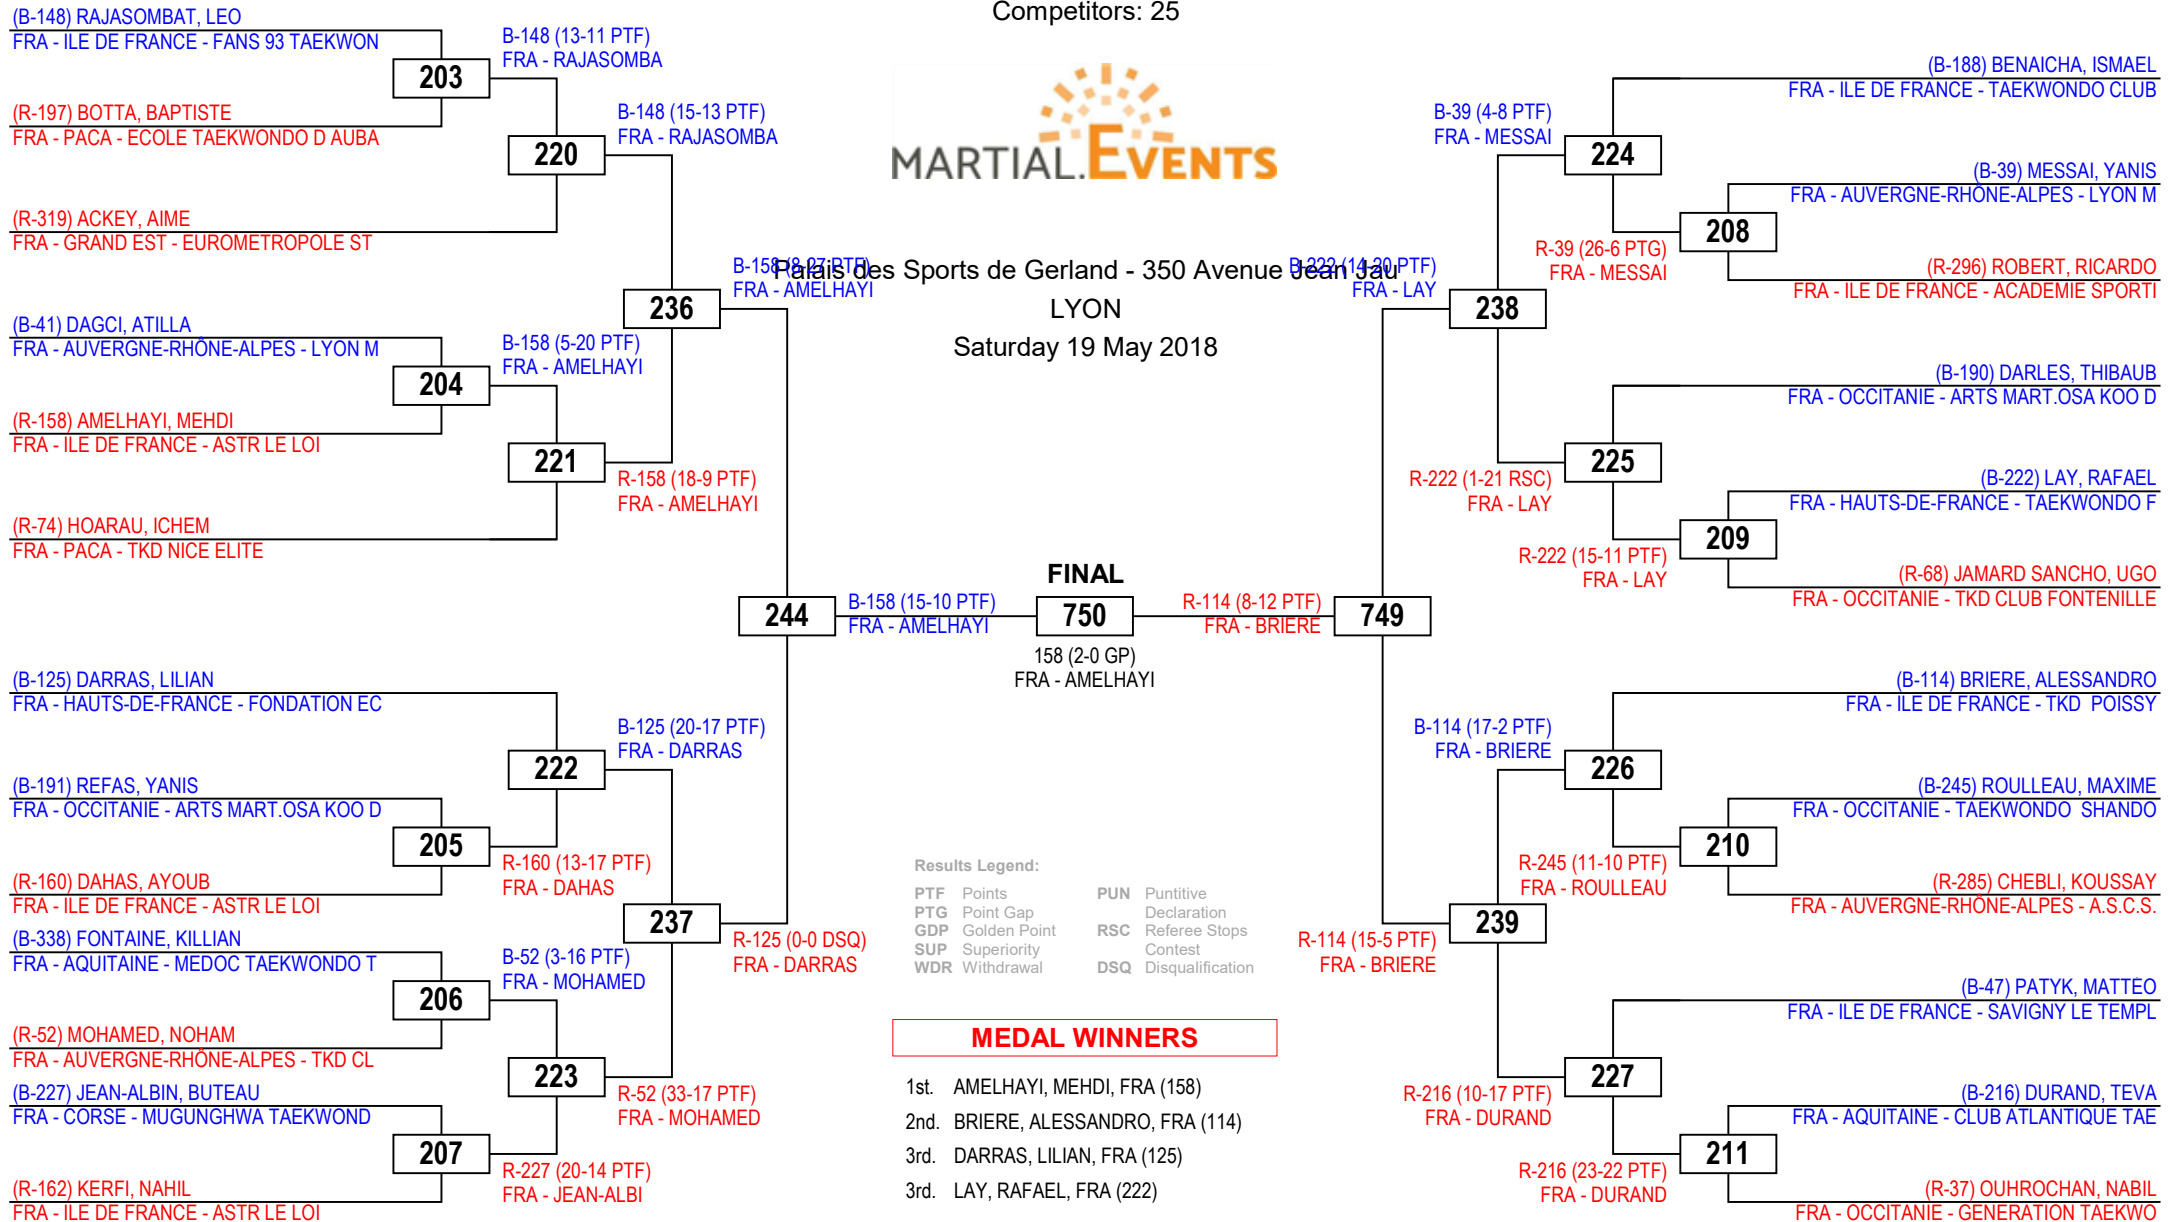 Competitors: 25
MARTIAL.EVENTS
Palais des Sports de Gerland - 350 Avenue Jean Jau
LYON
Saturday 19 May 2018
(B-148) RAJASOMBAT, LEO
FRA - ILE DE FRANCE - FANS 93 TAEKWON
203
(R-197) BOTTA, BAPTISTE
FRA - PACA - ECOLE TAEKWONDO D AUBA
B-148 (13-11 PTF)
FRA - RAJASOMBA
220
(R-319) ACKEY, AIME
FRA - GRAND EST - EUROMETROPOLE ST
B-148 (15-13 PTF)
FRA - RAJASOMBA
236
B-158 (8-27 PTF)
FRA - AMELHAYI
(B-41) DAGCI, ATILLA
FRA - AUVERGNE-RHÔNE-ALPES - LYON M
204
(R-158) AMELHAYI, MEHDI
FRA - ILE DE FRANCE - ASTR LE LOI
B-158 (5-20 PTF)
FRA - AMELHAYI
221
(R-74) HOARAU, ICHEM
FRA - PACA - TKD NICE ELITE
R-158 (18-9 PTF)
FRA - AMELHAYI
244
B-158 (15-10 PTF)
FRA - AMELHAYI
(B-125) DARRAS, LILIAN
FRA - HAUTS-DE-FRANCE - FONDATION EC
222
B-125 (20-17 PTF)
FRA - DARRAS
(B-191) REFAS, YANIS
FRA - OCCITANIE - ARTS MART.OSA KOO D
205
(R-160) DAHAS, AYOUB
FRA - ILE DE FRANCE - ASTR LE LOI
R-160 (13-17 PTF)
FRA - DAHAS
237
R-125 (0-0 DSQ)
FRA - DARRAS
(B-338) FONTAINE, KILLIAN
FRA - AQUITAINE - MEDOC TAEKWONDO T
206
(R-52) MOHAMED, NOHAM
FRA - AUVERGNE-RHÔNE-ALPES - TKD CL
B-52 (3-16 PTF)
FRA - MOHAMED
223
R-52 (33-17 PTF)
FRA - MOHAMED
(B-227) JEAN-ALBIN, BUTEAU
FRA - CORSE - MUGUNGHWA TAEKWOND
207
(R-162) KERFI, NAHIL
FRA - ILE DE FRANCE - ASTR LE LOI
R-227 (20-14 PTF)
FRA - JEAN-ALBI
FINAL
750
158 (2-0 GP)
FRA - AMELHAYI
R-114 (8-12 PTF)
FRA - BRIERE
749
(B-188) BENAICHA, ISMAEL
FRA - ILE DE FRANCE - TAEKWONDO CLUB
B-39 (4-8 PTF)
FRA - MESSAI
224
(B-39) MESSAI, YANIS
FRA - AUVERGNE-RHÔNE-ALPES - LYON M
208
R-39 (26-6 PTG)
FRA - MESSAI
(R-296) ROBERT, RICARDO
FRA - ILE DE FRANCE - ACADEMIE SPORTI
B-222 (14-20 PTF)
FRA - LAY
238
(B-190) DARLES, THIBAUB
FRA - OCCITANIE - ARTS MART.OSA KOO D
225
R-222 (1-21 RSC)
FRA - LAY
(B-222) LAY, RAFAEL
FRA - HAUTS-DE-FRANCE - TAEKWONDO F
209
R-222 (15-11 PTF)
FRA - LAY
(R-68) JAMARD SANCHO, UGO
FRA - OCCITANIE - TKD CLUB FONTENILLE
(B-114) BRIERE, ALESSANDRO
FRA - ILE DE FRANCE - TKD  POISSY
B-114 (17-2 PTF)
FRA - BRIERE
226
(B-245) ROULLEAU, MAXIME
FRA - OCCITANIE - TAEKWONDO  SHANDO
210
R-245 (11-10 PTF)
FRA - ROULLEAU
(R-285) CHEBLI, KOUSSAY
FRA - AUVERGNE-RHÔNE-ALPES - A.S.C.S.
239
R-114 (15-5 PTF)
FRA - BRIERE
(B-47) PATYK, MATTÉO
FRA - ILE DE FRANCE - SAVIGNY LE TEMPL
227
R-216 (10-17 PTF)
FRA - DURAND
(B-216) DURAND, TEVA
FRA - AQUITAINE - CLUB ATLANTIQUE TAE
211
R-216 (23-22 PTF)
FRA - DURAND
(R-37) OUHROCHAN, NABIL
FRA - OCCITANIE - GENERATION TAEKWO
Results Legend:
PTF Points
PTG Point Gap
GDP Golden Point
SUP Superiority
WDR Withdrawal
PUN Puntitive
Declaration
RSC Referee Stops
Contest
DSQ Disqualification
MEDAL WINNERS
1st. AMELHAYI, MEHDI, FRA (158)
2nd. BRIERE, ALESSANDRO, FRA (114)
3rd. DARRAS, LILIAN, FRA (125)
3rd. LAY, RAFAEL, FRA (222)